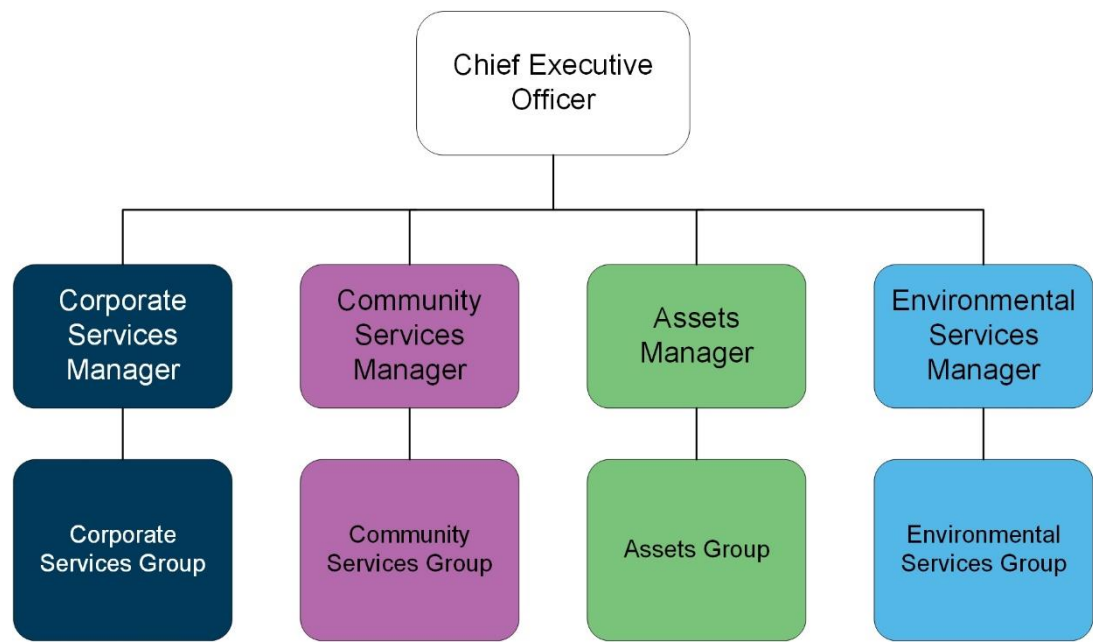 Chief Executive
Officer
Corporate
Services
Manager
Community
Services
Manager
Assets
Manager
Environmental
Services
Manager
Corporate
Services Group
Community
Services Group
Assets Group
Environmental
Services Group